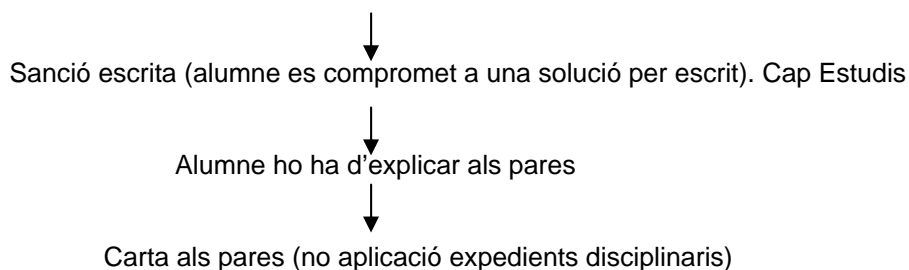 Sanció escrita (alumne es compromet a una solució per escrit). Cap Estudis
Alumne ho ha d’explicar als pares
Carta als pares (no aplicació expedients disciplinaris)